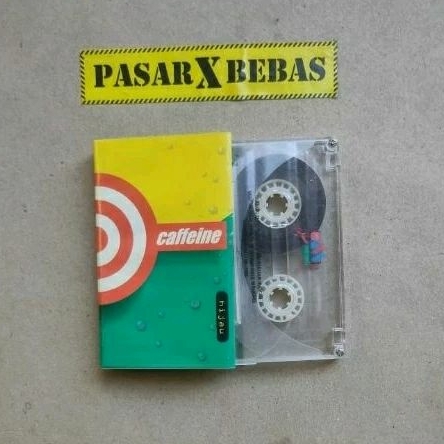 PASAR X BEBAS
caffeine
hijau